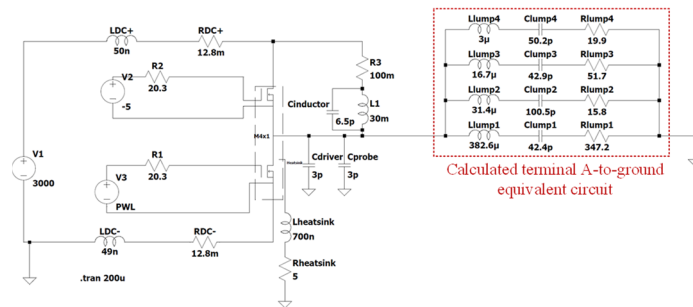 LDC+
50n
RDC+
12.8m
V2
-5
R2
20.3
M4x1
V1
3000
R1
20.3
V3
PWL
LDC-
49n
RDC-
12.8m
.tran 200u
R3
100m
Cinductor
6.5p
L1
30m
Cdriver
3p
Cprobe
3p
Lheatsink
700n
Rheatsink
5
Llump4
3µ
Clump4
50.2p
Rlump4
19.9
Llump3
16.7µ
Clump3
42.9p
Rlump3
51.7
Llump2
31.4µ
Clump2
100.5p
Rlump2
15.8
Llump1
382.6µ
Clump1
42.4p
Rlump1
347.2
Calculated terminal A-to-ground
equivalent circuit